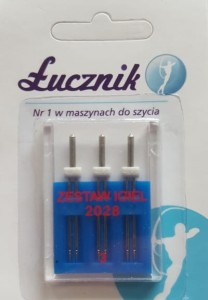 Łucznik
Nr 1 w maszynach do szycia
ZESTAW IGIEŁ
2028